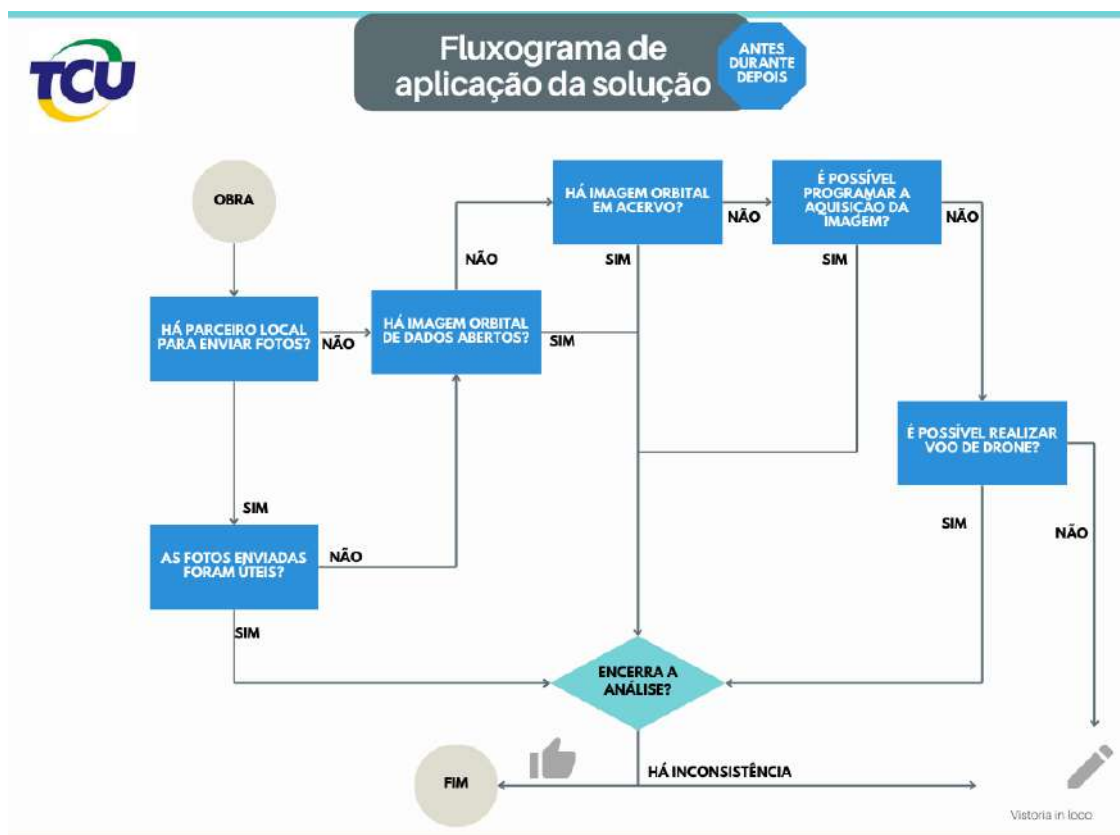 TCU
Fluxograma de
aplicação da solução
ANTES
DURANTE
DEPOIS
OBRA
HÁ PARCEIRO LOCAL
PARA ENVIAR FOTOS?
NÃO
SIM
AS FOTOS ENVIADAS
FORAM ÚTEIS?
NÃO
SIM
HÁ IMAGEM ORBITAL
DE DADOS ABERTOS?
NÃO
SIM
HÁ IMAGEM ORBITAL
EM ACERVO?
NÃO
SIM
É POSSÍVEL
PROGRAMAR A
AQUISIÇÃO DA
IMAGEM?
NÃO
SIM
É POSSÍVEL REALIZAR
VOO DE DRONE?
SIM
NÃO
ENCERRA A
ANÁLISE?
HÁ INCONSISTÊNCIA
FIM
Vistoria in loco